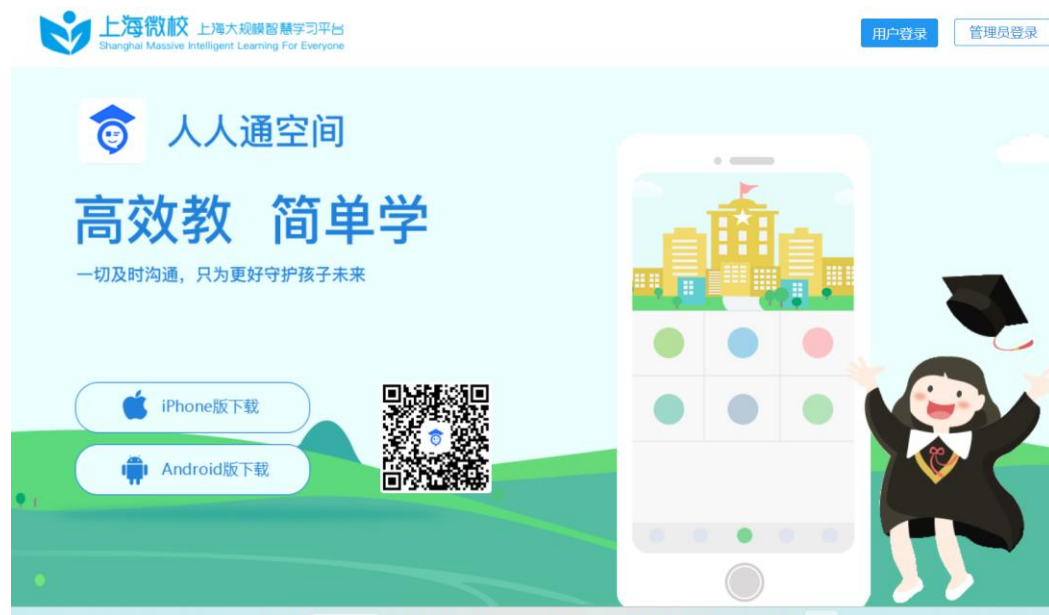 上海微校 上海大规模智慧学习平台
Shanghai Massive Intelligent Learning For Everyone
用户登录
管理员登录
人人通空间
高效教 简单学
一切及时沟通，只为更好守护孩子未来
iPhone版下载
Android版下载